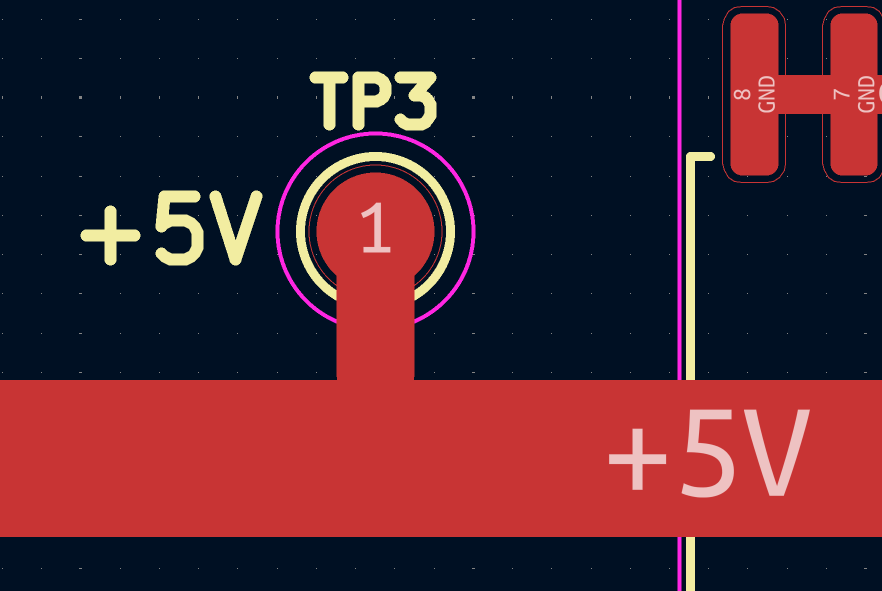 TP3
+5V
1
8
GND
7
GND
+5V